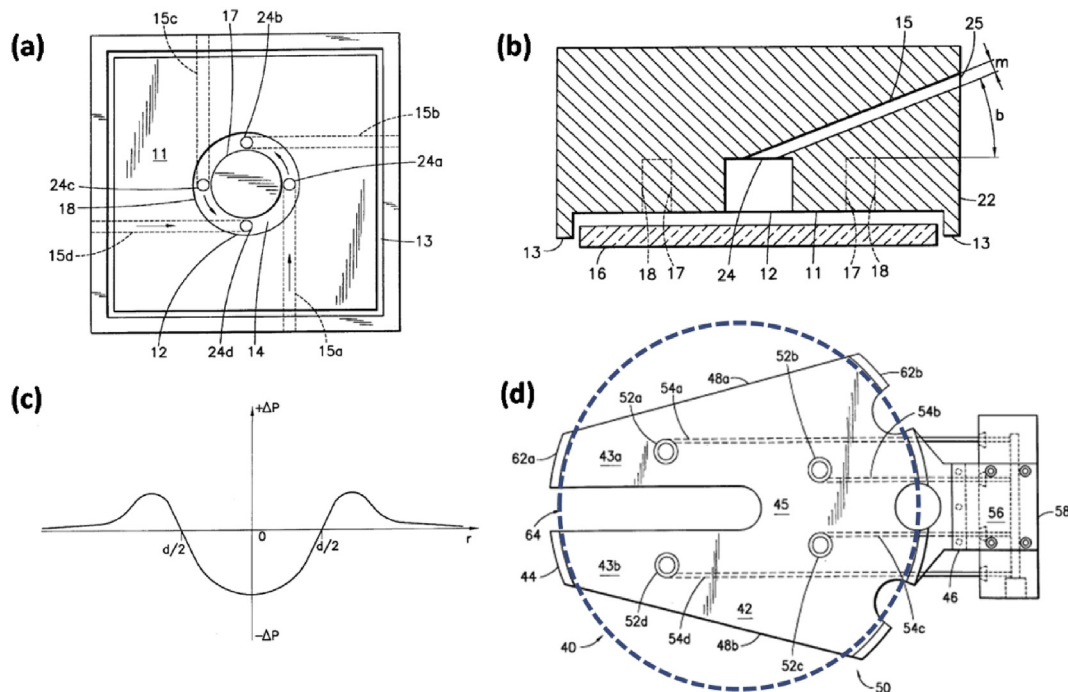 (a)
15c
17
24b
15b
11
24a
24c
18
15d
13
12
24d
14
15a
(b)
15
25
m
b
22
13
18
17
24
12
11
17
18
13
16
(c)
+ΔP
d/2
0
d/2
r
−ΔP
(d)
52b
62b
48a
54a
52a
54b
62a
43a
45
56
58
64
43b
44
42
46
54c
52d
54d
48b
52c
40
50